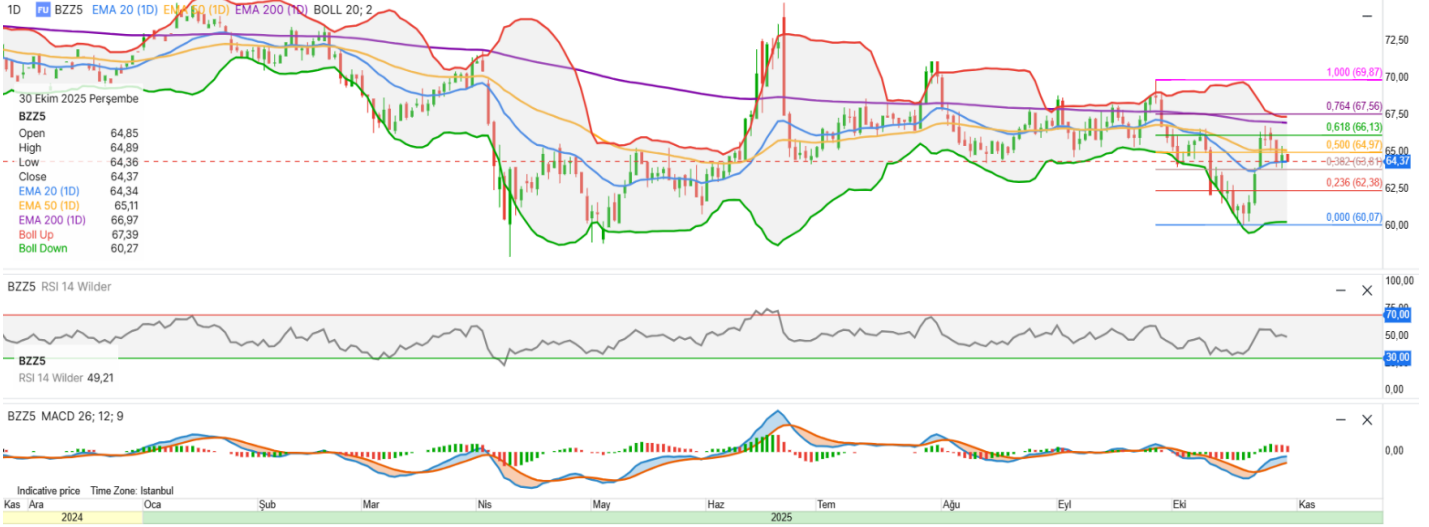 1D FU BZZ5 EMA 20 (1D) EMA 50 (1D) EMA 200 (1D) BOLL 20; 2
72,50
1,000 (69,87)
70,00
30 Ekim 2025 Perşembe
0,764 (67,56)
BZZ5
67,50
Open 64,85
0,618 (66,13)
High 64,89
0,500 (64,97)
65,00
Low 64,36
64,37
Close 64,37
0,382 (63,81)
EMA 20 (1D) 64,34
0,236 (62,38)
62,50
EMA 50 (1D) 65,11
EMA 200 (1D) 66,97
0,000 (60,07)
60,00
Boll Up 67,39
Boll Down 60,27
BZZ5 RSI 14 Wilder
100,00
75,00
70,00
50,00
BZZ5
30,00
RSI 14 Wilder 49,21
0,00
BZZ5 MACD 26; 12; 9
0,00
Indicative price Time Zone: Istanbul
Kas Ara Oca Şub Mar Nis May Haz Tem Ağu Eyl Eki Kas
2024 2025